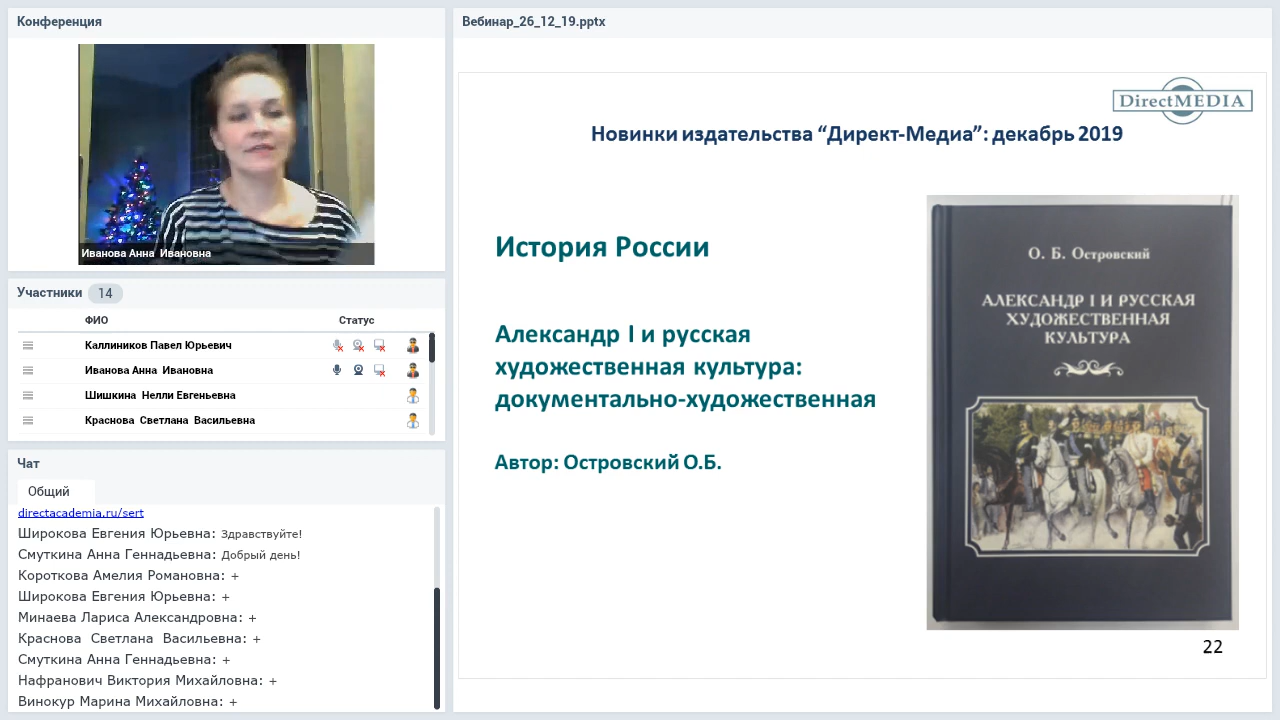 Конференция
Иванова Анна  Ивановна
Участники 14
ФИО Статус
Каллиников Павел Юрьевич
Иванова Анна  Ивановна
Шишкина  Нелли Евгеньевна
Краснова  Светлана  Васильевна
Чат
Общий
directacademia.ru/sert
Широкова Евгения Юрьевна: Здравствуйте!
Смуткина Анна Геннадьевна: Добрый день!
Короткова Амелия Романовна: +
Широкова Евгения Юрьевна: +
Минаева Лариса Александровна: +
Краснова  Светлана  Васильевна: +
Смуткина Анна Геннадьевна: +
Нафранович Виктория Михайловна: +
Винокур Марина Михайловна: +
Вебинар_26_12_19.pptx
DirectMEDIA
Новинки издательства “Директ-Медиа”: декабрь 2019
История России
Александр I и русская
художественная культура:
документально-художественная
Автор: Островский О.Б.
О. Б. Островский
АЛЕКСАНДР I И РУССКАЯ
ХУДОЖЕСТВЕННАЯ
КУЛЬТУРА
22